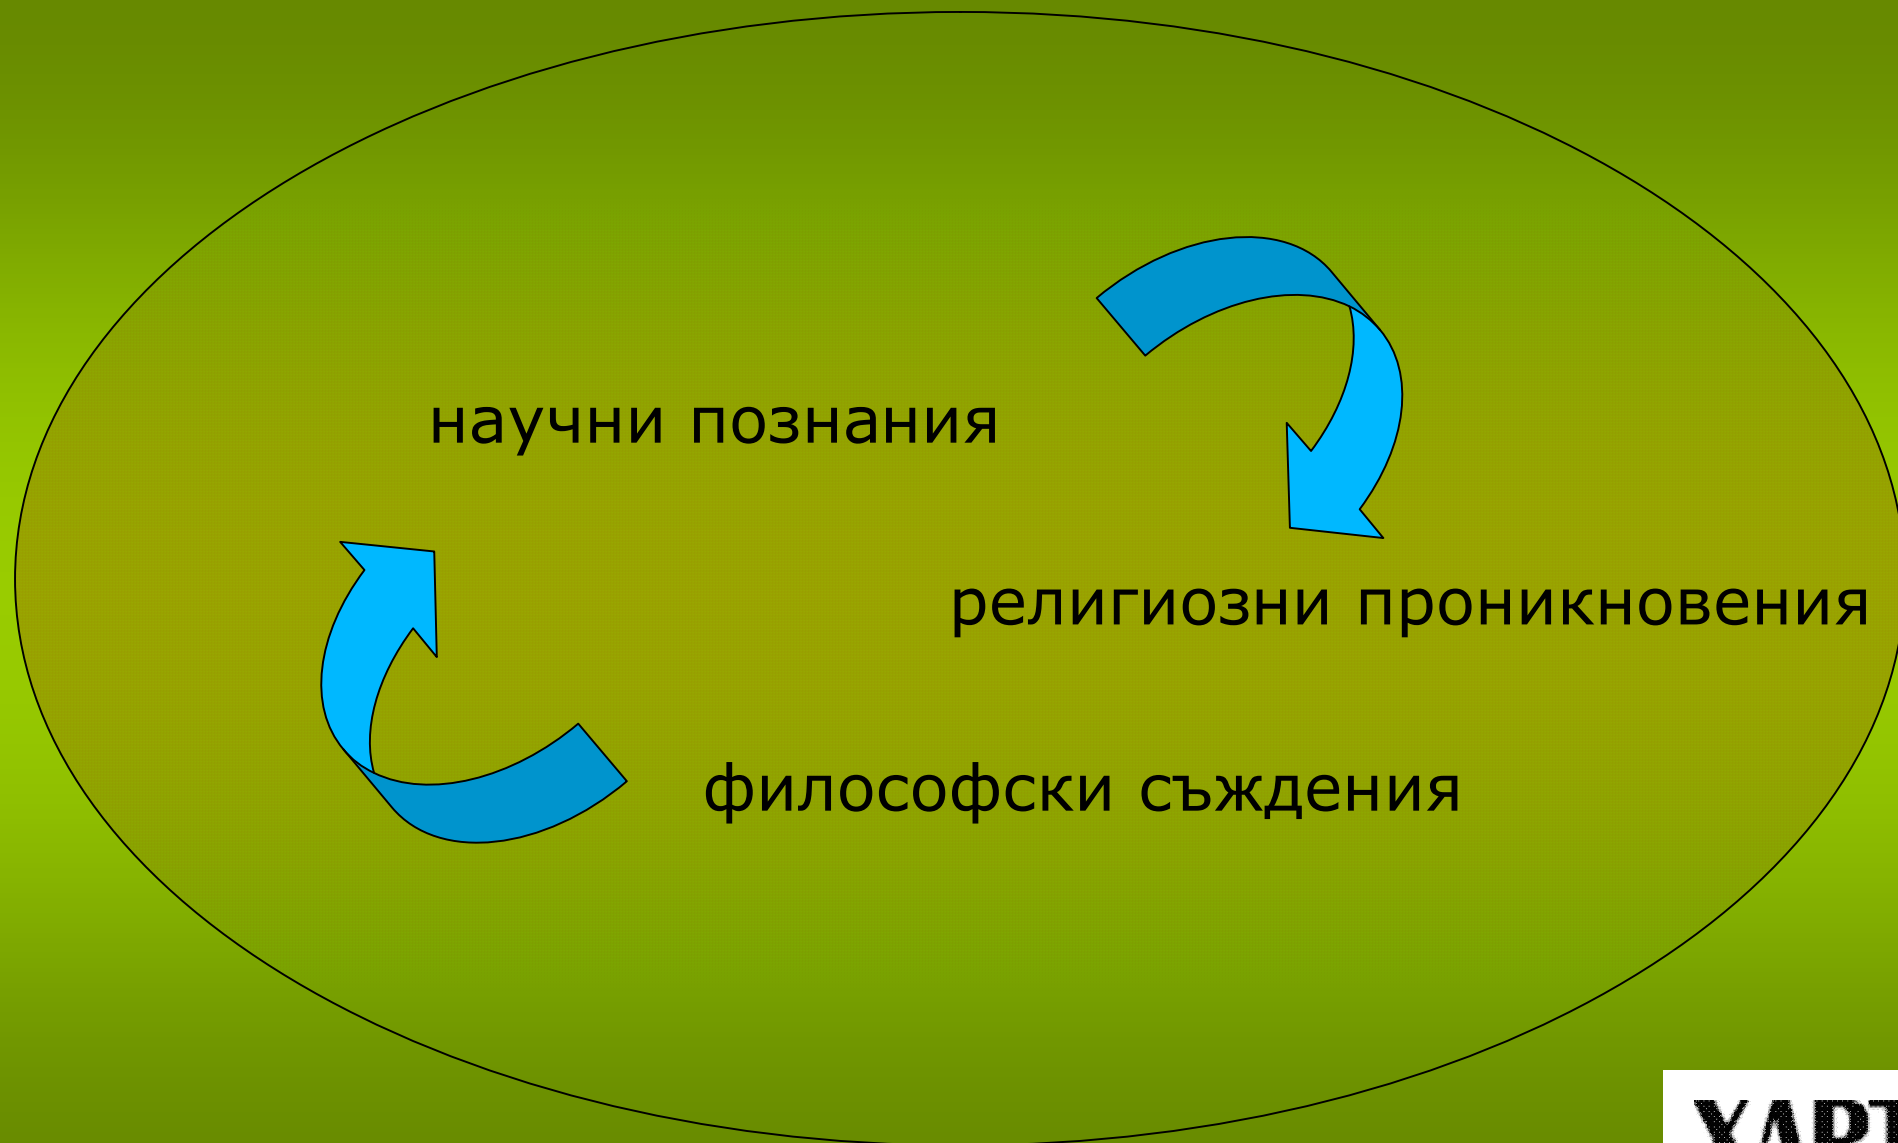 научни познания
религиозни проникновения
философски съждения